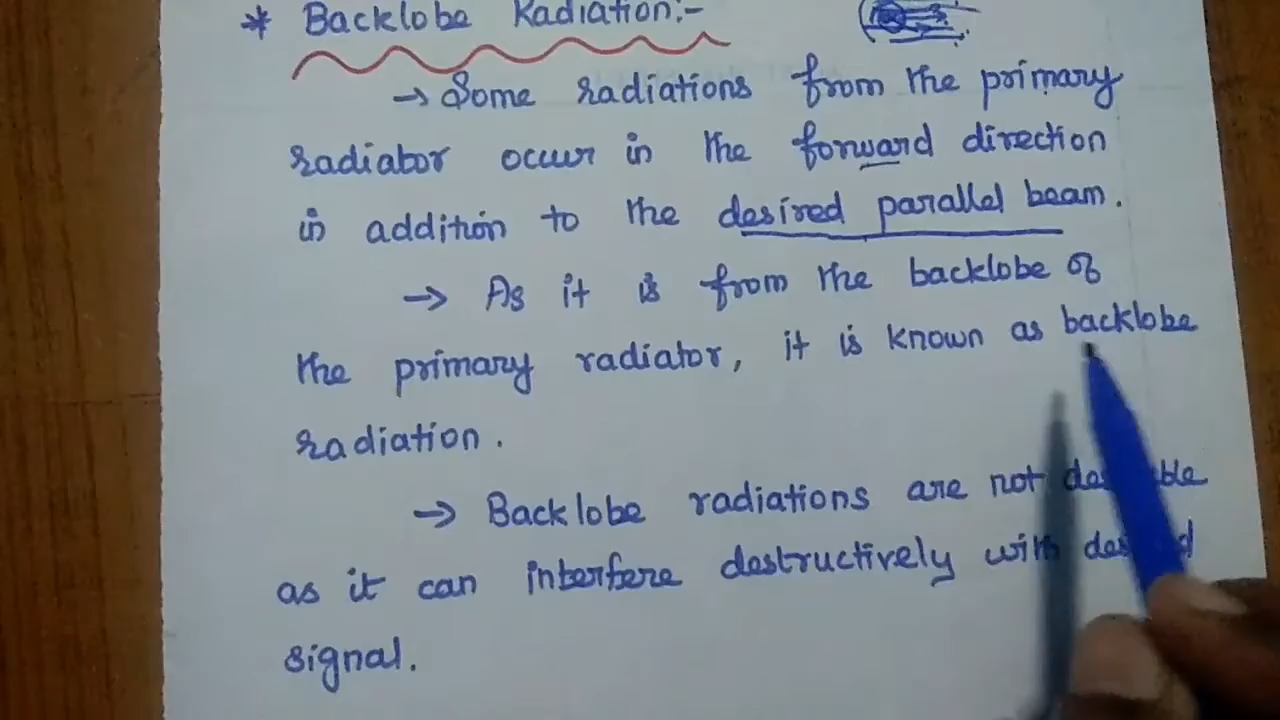 * Backlobe Radiation:-
→ Some radiations from the primary
radiator occur in the forward direction
in addition to the desired parallel beam.
→ As it is from the backlobe of
the primary radiator, it is known as backlobe
radiation.
→ Backlobe radiations are not
as it can interfere destructively with
signal.